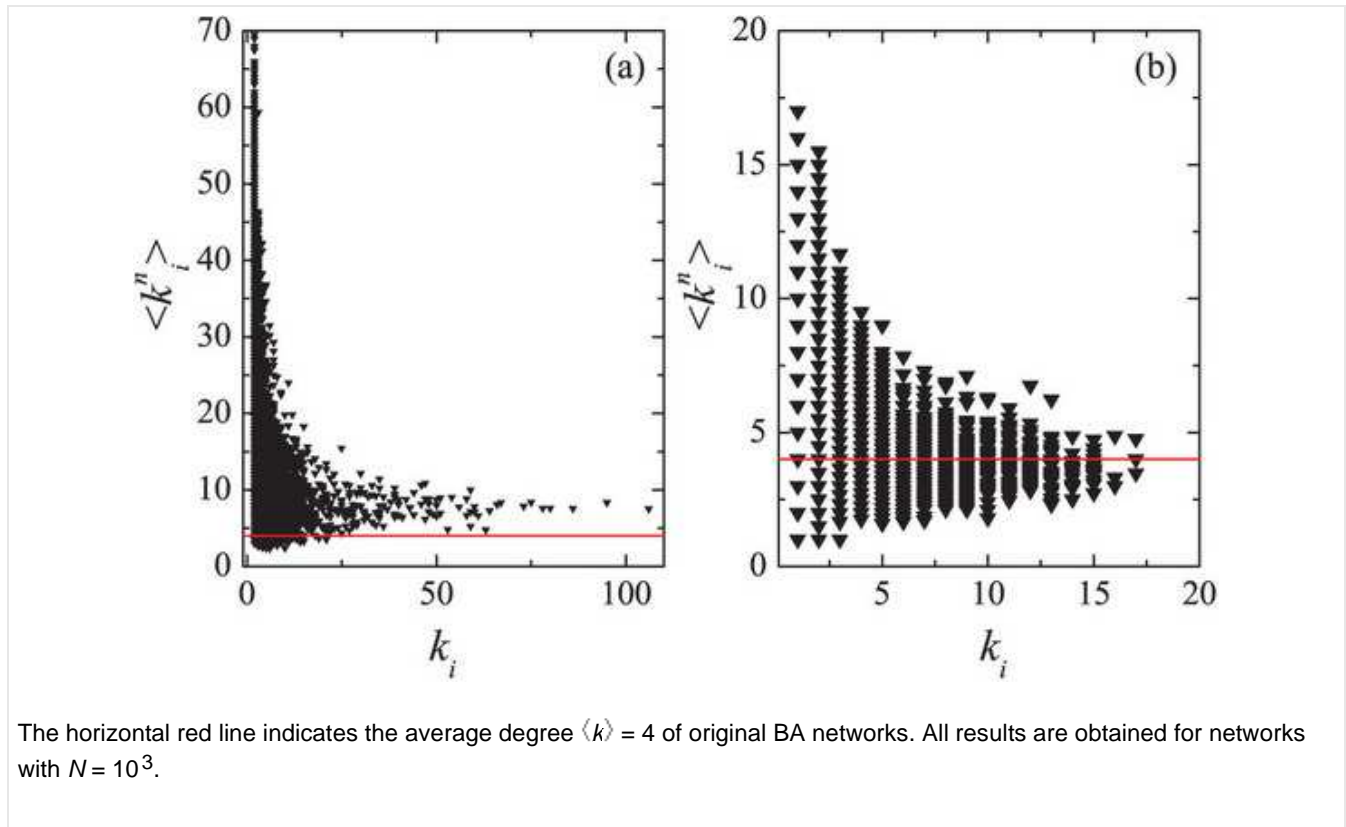 70
60
50
40
30
20
10
0
<k^n>_i
(a)
0
50
100
k_i
20
15
10
5
0
<k^n>_i
(b)
5
10
15
20
k_i
The horizontal red line indicates the average degree 〈k〉 = 4 of original BA networks. All results are obtained for networks
with N = 10^3.